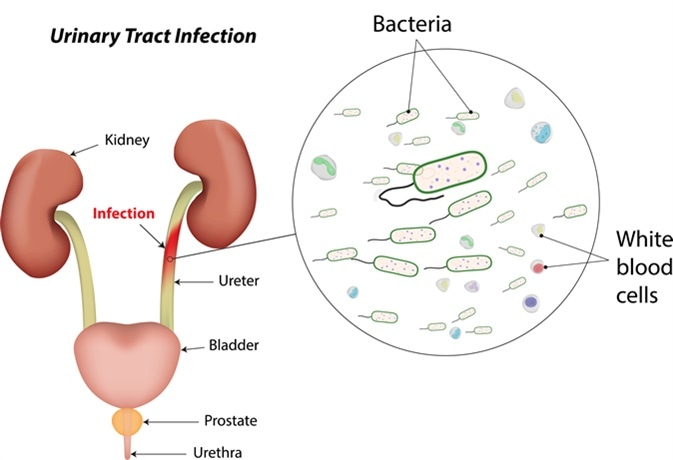 Urinary Tract Infection
Bacteria
Kidney
Infection
Ureter
White
blood
cells
Bladder
Prostate
Urethra